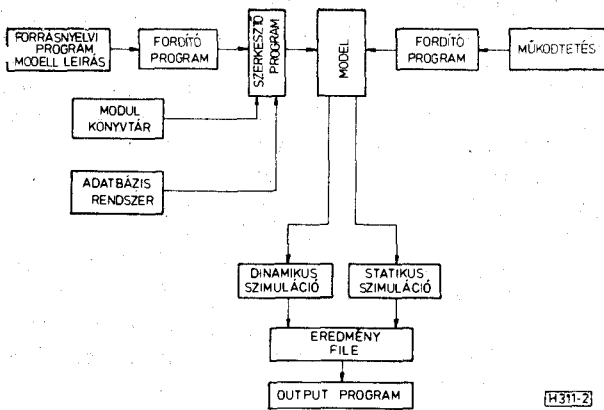 FORRÁSNYELVI
PROGRAM,
MODELL LEIRÁS
FORDÍTÓ
PROGRAM
SZERKESZTŐ
PROGRAM
MODEL
FORDÍTÓ
PROGRAM
MŰKÖDTETÉS
MODUL
KÖNYVTÁR
ADATBÁZIS
RENDSZER
DINAMIKUS
SZIMULÁCIÓ
STATIKUS
SZIMULÁCIÓ
EREDMÉNY
FILE
OUTPUT PROGRAM
H311-2